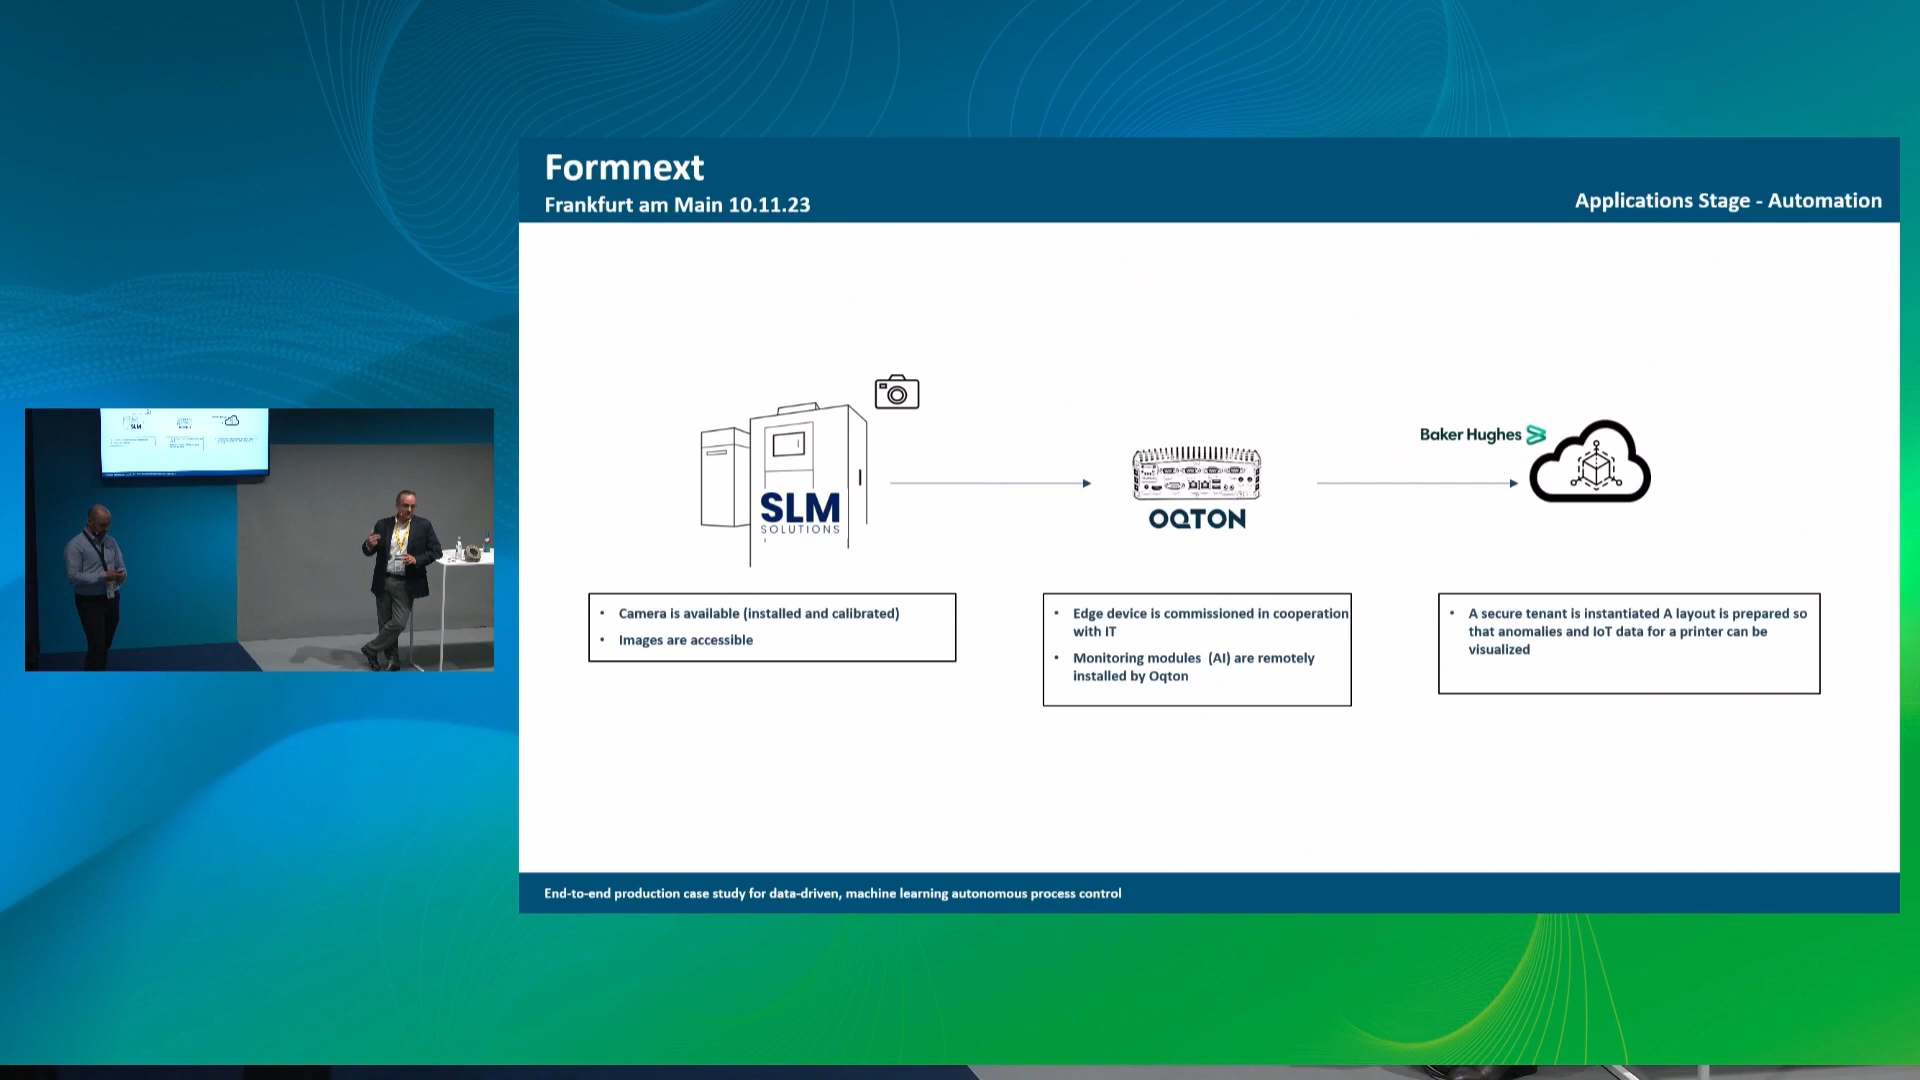 Formnext
Frankfurt am Main 10.11.23
Applications Stage - Automation
SLM
SOLUTIONS
OQTON
Baker Hughes
• Camera is available (installed and calibrated)
• Images are accessible
• Edge device is commissioned in cooperation
with IT
• Monitoring modules (AI) are remotely
installed by Oqton
• A secure tenant is instantiated A layout is prepared so
that anomalies and IoT data for a printer can be
visualized
End-to-end production case study for data-driven, machine learning autonomous process control
SLM